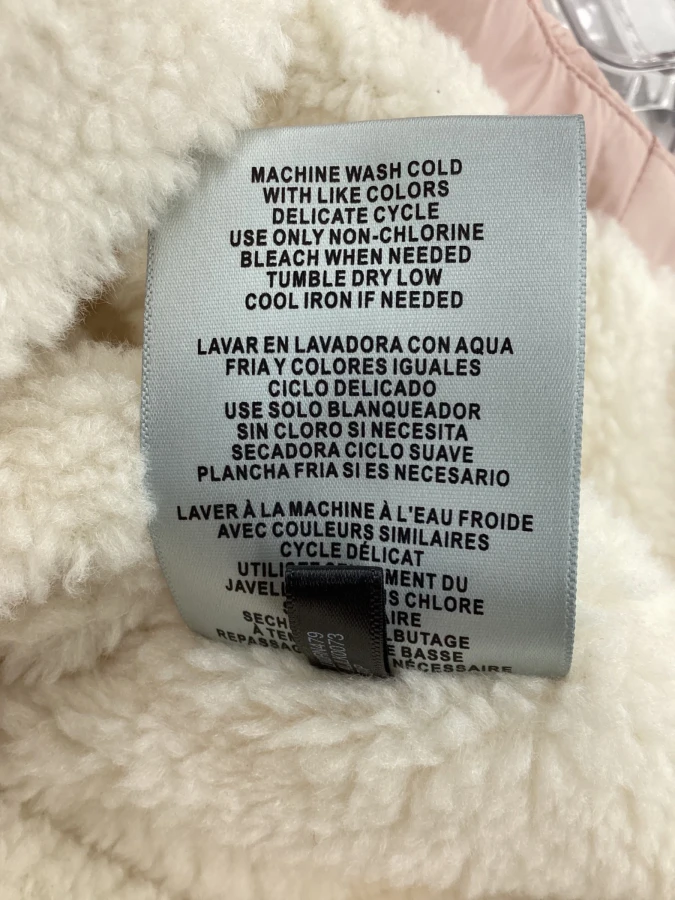 MACHINE WASH COLD
WITH LIKE COLORS
DELICATE CYCLE
USE ONLY NON-CHLORINE
BLEACH WHEN NEEDED
TUMBLE DRY LOW
COOL IRON IF NEEDED
LAVAR EN LAVADORA CON AQUA
FRIA Y COLORES IGUALES
CICLO DELICADO
USE SOLO BLANQUEADOR
SIN CLORO SI NECESITA
SECADORA CICLO SUAVE
PLANCHA FRIA SI ES NECESARIO
LAVER À LA MACHINE À L'EAU FROIDE
AVEC COULEURS SIMILAIRES
CYCLE DÉLICAT
DU
CHLORE
À
BASSE
NÉCESSAIRE